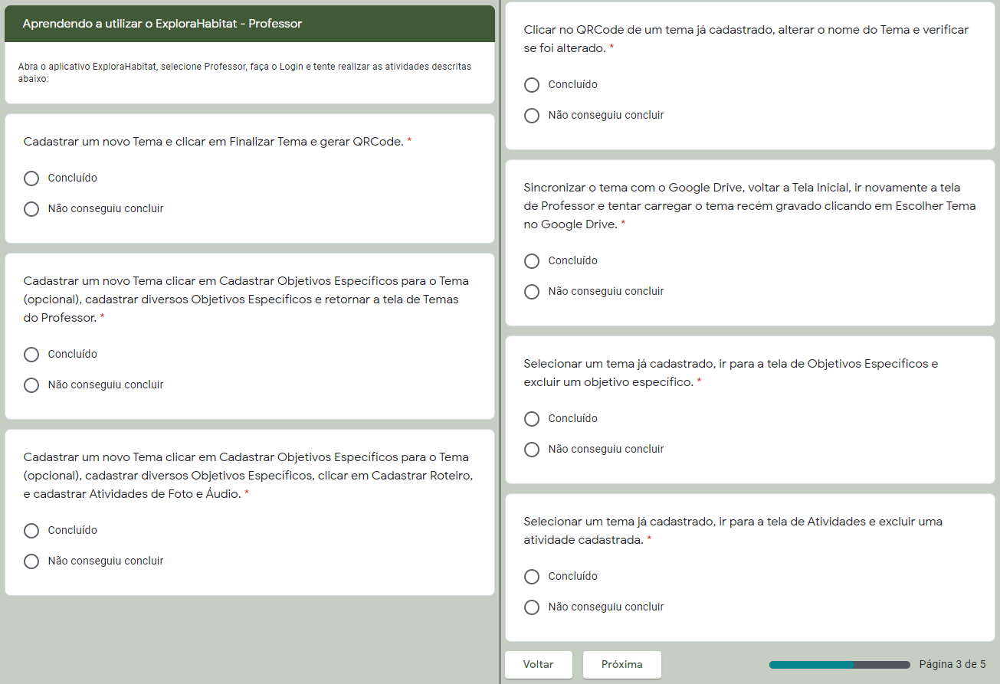 Aprendendo a utilizar o ExploraHabitat - Professor
Abra o aplicativo ExploraHabitat, selecione Professor, faça o Login e tente realizar as atividades descritas
abaixo:
Cadastrar um novo Tema e clicar em Finalizar Tema e gerar QRCode. *
Concluído
Não conseguiu concluir
Cadastrar um novo Tema clicar em Cadastrar Objetivos Específicos para o Tema
(opcional), cadastrar diversos Objetivos Específicos e retornar a tela de Temas
do Professor. *
Concluído
Não conseguiu concluir
Cadastrar um novo Tema clicar em Cadastrar Objetivos Específicos para o Tema
(opcional), cadastrar diversos Objetivos Específicos, clicar em Cadastrar Roteiro,
e cadastrar Atividades de Foto e Áudio. *
Concluído
Não conseguiu concluir
Clicar no QRCode de um tema já cadastrado, alterar o nome do Tema e verificar
se foi alterado. *
Concluído
Não conseguiu concluir
Sincronizar o tema com o Google Drive, voltar a Tela Inicial, ir novamente a tela
de Professor e tentar carregar o tema recém gravado clicando em Escolher Tema
no Google Drive. *
Concluído
Não conseguiu concluir
Selecionar um tema já cadastrado, ir para a tela de Objetivos Específicos e
excluir um objetivo específico. *
Concluído
Não conseguiu concluir
Selecionar um tema já cadastrado, ir para a tela de Atividades e excluir uma
atividade cadastrada. *
Concluído
Não conseguiu concluir
Voltar
Próxima
Página 3 de 5